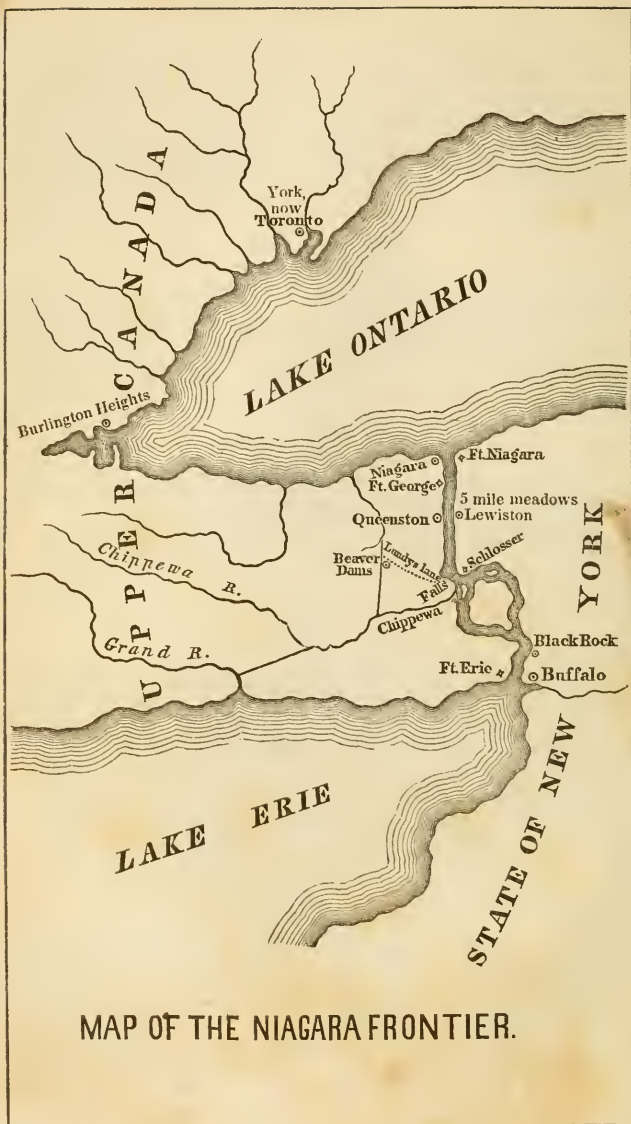 York,
now
Toronto
UPPER CANADA
LAKE ONTARIO
Burlington Heights
Niagara
Ft. Niagara
Ft. George
5 mile meadows
Queenston
Lewiston
Beaver
Dams
Lundys lane
Schlosser
Falls
Chippewa
Chippewa R.
Grand R.
Black Rock
Ft. Erie
Buffalo
LAKE ERIE
STATE OF NEW YORK
MAP OF THE NIAGARA FRONTIER.